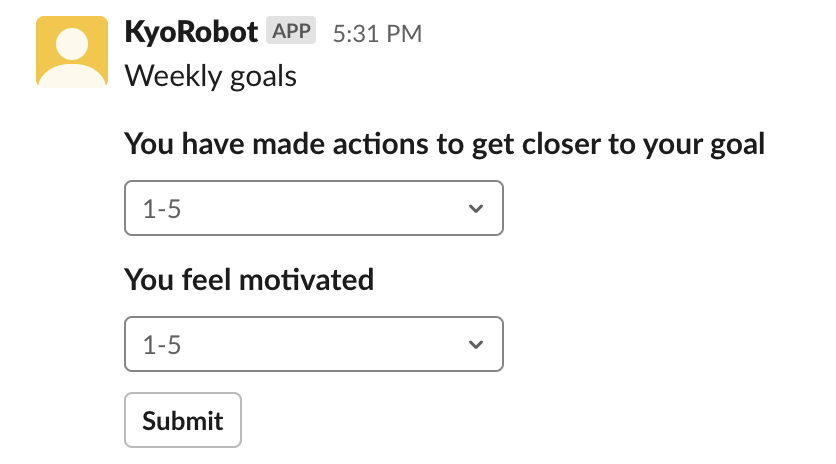 KyoRobot APP 5:31 PM
Weekly goals
You have made actions to get closer to your goal
1-5
You feel motivated
1-5
Submit